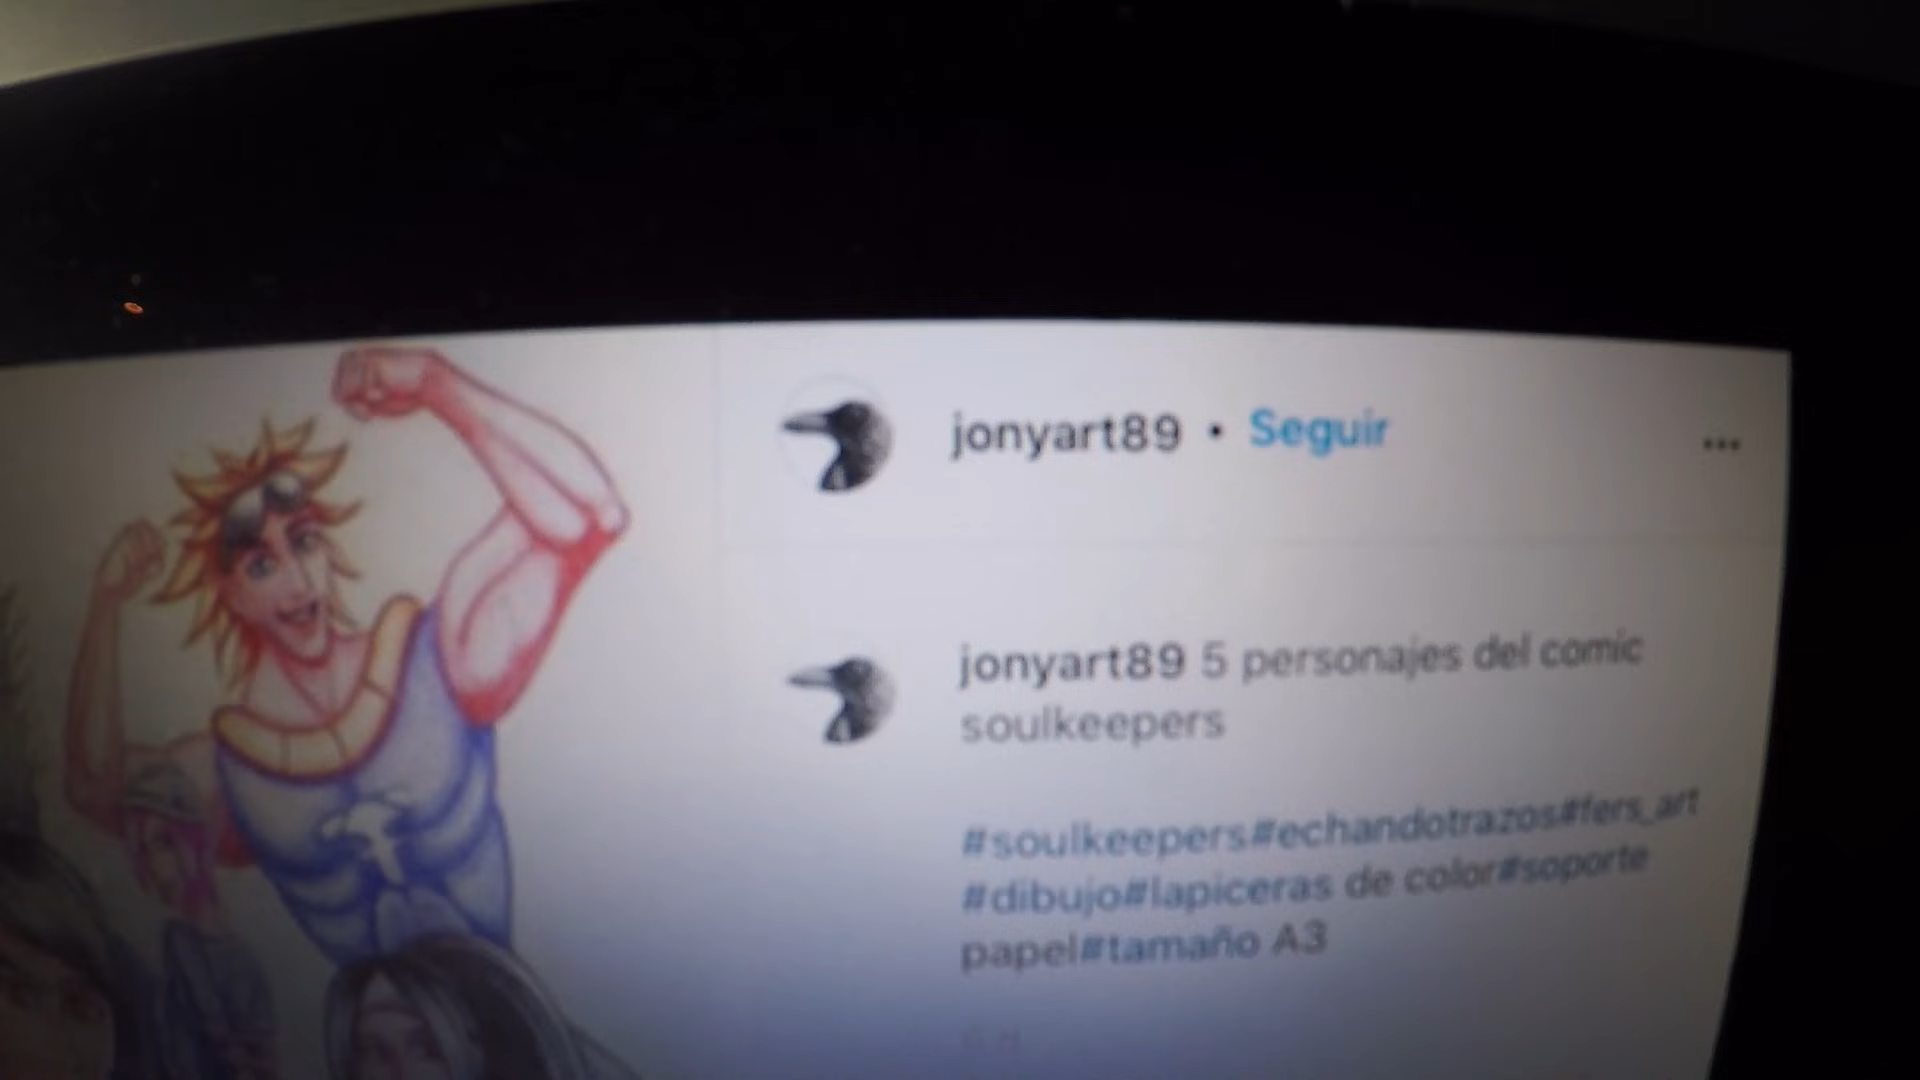 jonyart89 • Seguir
jonyart89 5 personajes del comic
soulkeepers
#soulkeepers#echandotrazos#fers_art
#dibujo#lapiceras de color#soporte
papel#tamaño A3